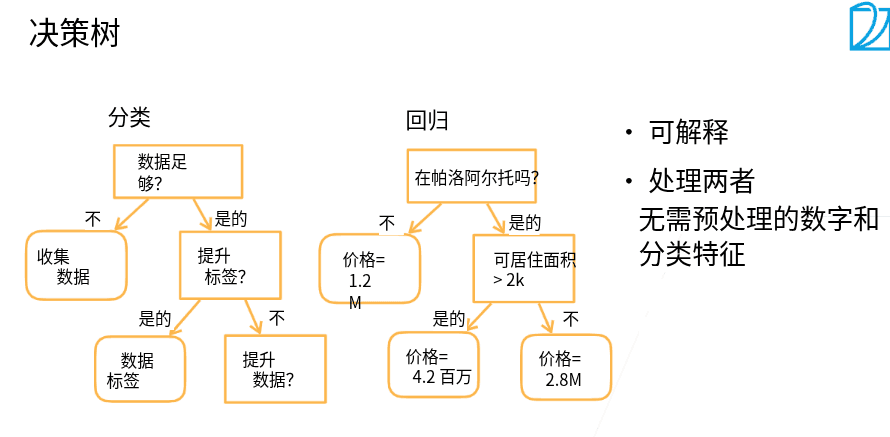 决策树
分类
数据足
够？
不
是的
收集
数据
提升
标签？
是的
不
数据
标签
提升
数据？
回归
在帕洛阿尔托吗？
不
是的
价格=
1.2
M
可居住面积
> 2k
是的
不
价格=
4.2 百万
价格=
2.8M
• 可解释
• 处理两者
无需预处理的数字和
分类特征